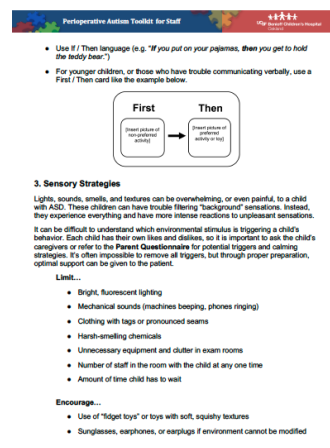 Perioperative Autism Toolkit for Staff
UCSF Benioff Children's Hospital
• Use If / Then language (e.g. "If you put on your pajamas, then you get to hold
the teddy bear.")
• For younger children, or those who have trouble communicating verbally, use a
First / Then card like the example below.
First Then
[Insert picture of
non-preferred
activity]
[Insert picture of
preferred
activity or toy]
3. Sensory Strategies
Lights, sounds, smells, and textures can be overwhelming, or even painful, to a child
with ASD. These children can have trouble filtering "background" sensations. Instead,
they experience everything and have more intense reactions to unpleasant sensations.
It can be difficult to understand which environmental stimulus is triggering a child's
behavior. Each child has their own likes and dislikes, so it is important to ask the child's
caregivers or refer to the Parent Questionnaire for potential triggers and calming
strategies. It's often impossible to remove all triggers, but through proper preparation,
optimal support can be given to the patient.
Limit...
• Bright, fluorescent lighting
• Mechanical sounds (machines beeping, phones ringing)
• Clothing with tags or pronounced seams
• Harsh-smelling chemicals
• Unnecessary equipment and clutter in exam rooms
• Number of staff in the room with the child at any one time
• Amount of time child has to wait
Encourage...
• Use of "fidget toys" or toys with soft, squishy textures
• Sunglasses, earphones, or earplugs if environment cannot be modified